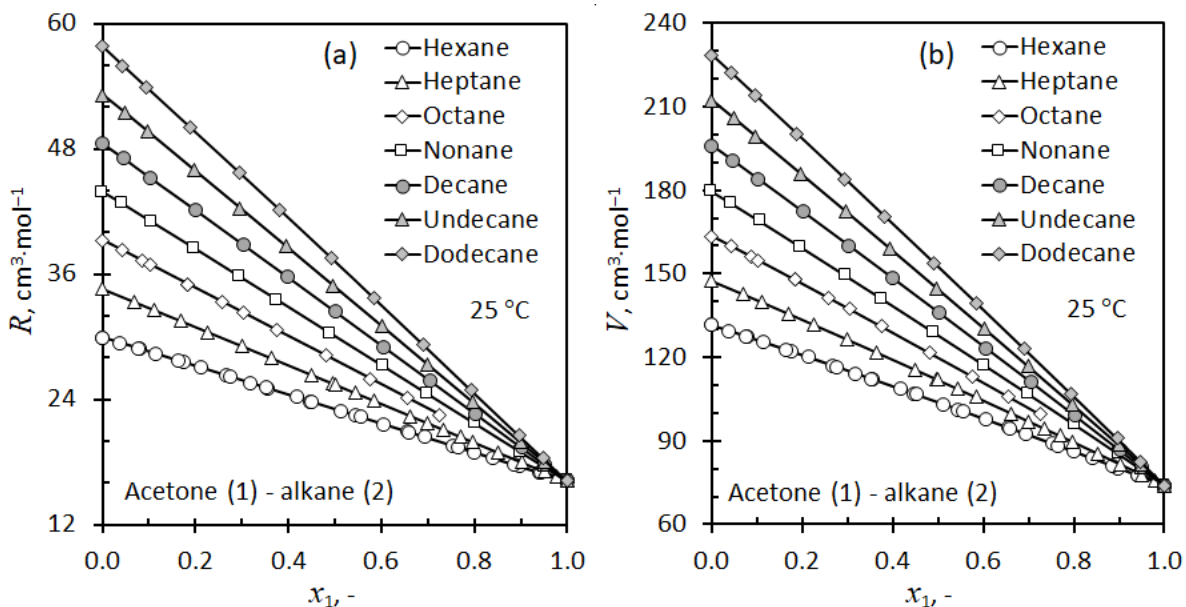 60
48
36
24
12
R, cm³·mol⁻¹
(a)
Hexane
Heptane
Octane
Nonane
Decane
Undecane
Dodecane
25 °C
Acetone (1) - alkane (2)
0.0 0.2 0.4 0.6 0.8 1.0
x₁, -
240
210
180
150
120
90
60
V, cm³·mol⁻¹
(b)
Hexane
Heptane
Octane
Nonane
Decane
Undecane
Dodecane
25 °C
Acetone (1) - alkane (2)
0.0 0.2 0.4 0.6 0.8 1.0
x₁, -